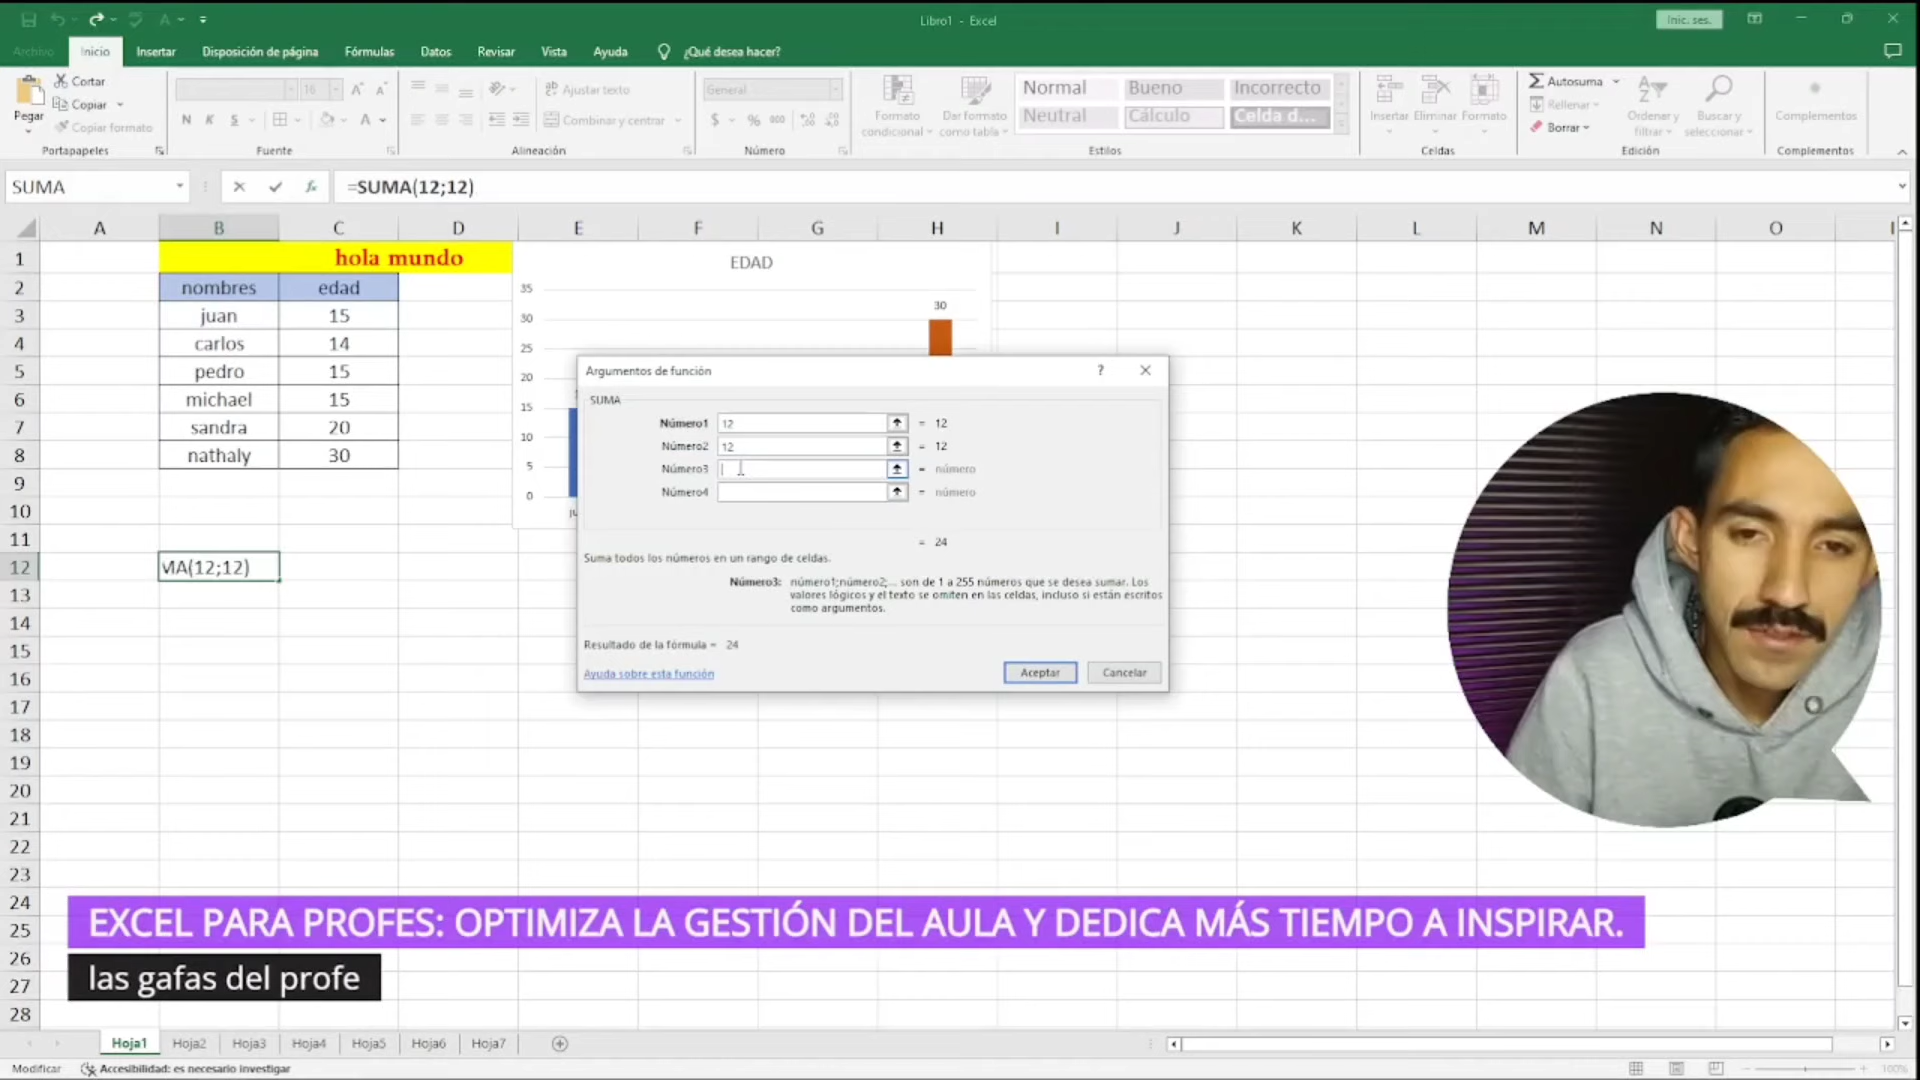 Libro1 - Excel
Inic. ses.
Archivo Inicio Insertar Disposición de página Fórmulas Datos Revisar Vista Ayuda ¿Qué desea hacer?
Pegar
Cortar
Copiar
Copiar formato
Portapapeles
16
N K S
Fuente
Ajustar texto
Combinar y centrar
Alineación
General
$ % 000
Número
Formato condicional
Dar formato como tabla
Normal Bueno Incorrecto
Neutral Cálculo Celda d...
Estilos
Insertar Eliminar Formato
Celdas
Autosuma
Rellenar
Borrar
Ordenar y filtrar
Buscar y seleccionar
Edición
Complementos
Complementos
SUMA
=SUMA(12;12)
A B C D E F G H I J K L M N O
1 hola mundo
2 nombres edad
3 juan 15
4 carlos 14
5 pedro 15
6 michael 15
7 sandra 20
8 nathaly 30
9
10
11
12 MA(12;12)
13
14
15
16
17
18
19
20
21
22
23
24
25
26
27
28
EDAD
35
30
25
20
15
10
5
0
30
Argumentos de función
?
SUMA
Número1 12 = 12
Número2 12 = 12
Número3 = número
Número4 = número
= 24
Suma todos los números en un rango de celdas.
Número3: número1;número2;... son de 1 a 255 números que se desea sumar. Los
valores lógicos y el texto se omiten en las celdas, incluso si están escritos
como argumentos.
Resultado de la fórmula = 24
Ayuda sobre esta función
Aceptar Cancelar
EXCEL PARA PROFES: OPTIMIZA LA GESTIÓN DEL AULA Y DEDICA MÁS TIEMPO A INSPIRAR.
las gafas del profe
Hoja1 Hoja2 Hoja3 Hoja4 Hoja5 Hoja6 Hoja7
Modificar Accesibilidad: es necesario investigar
100%